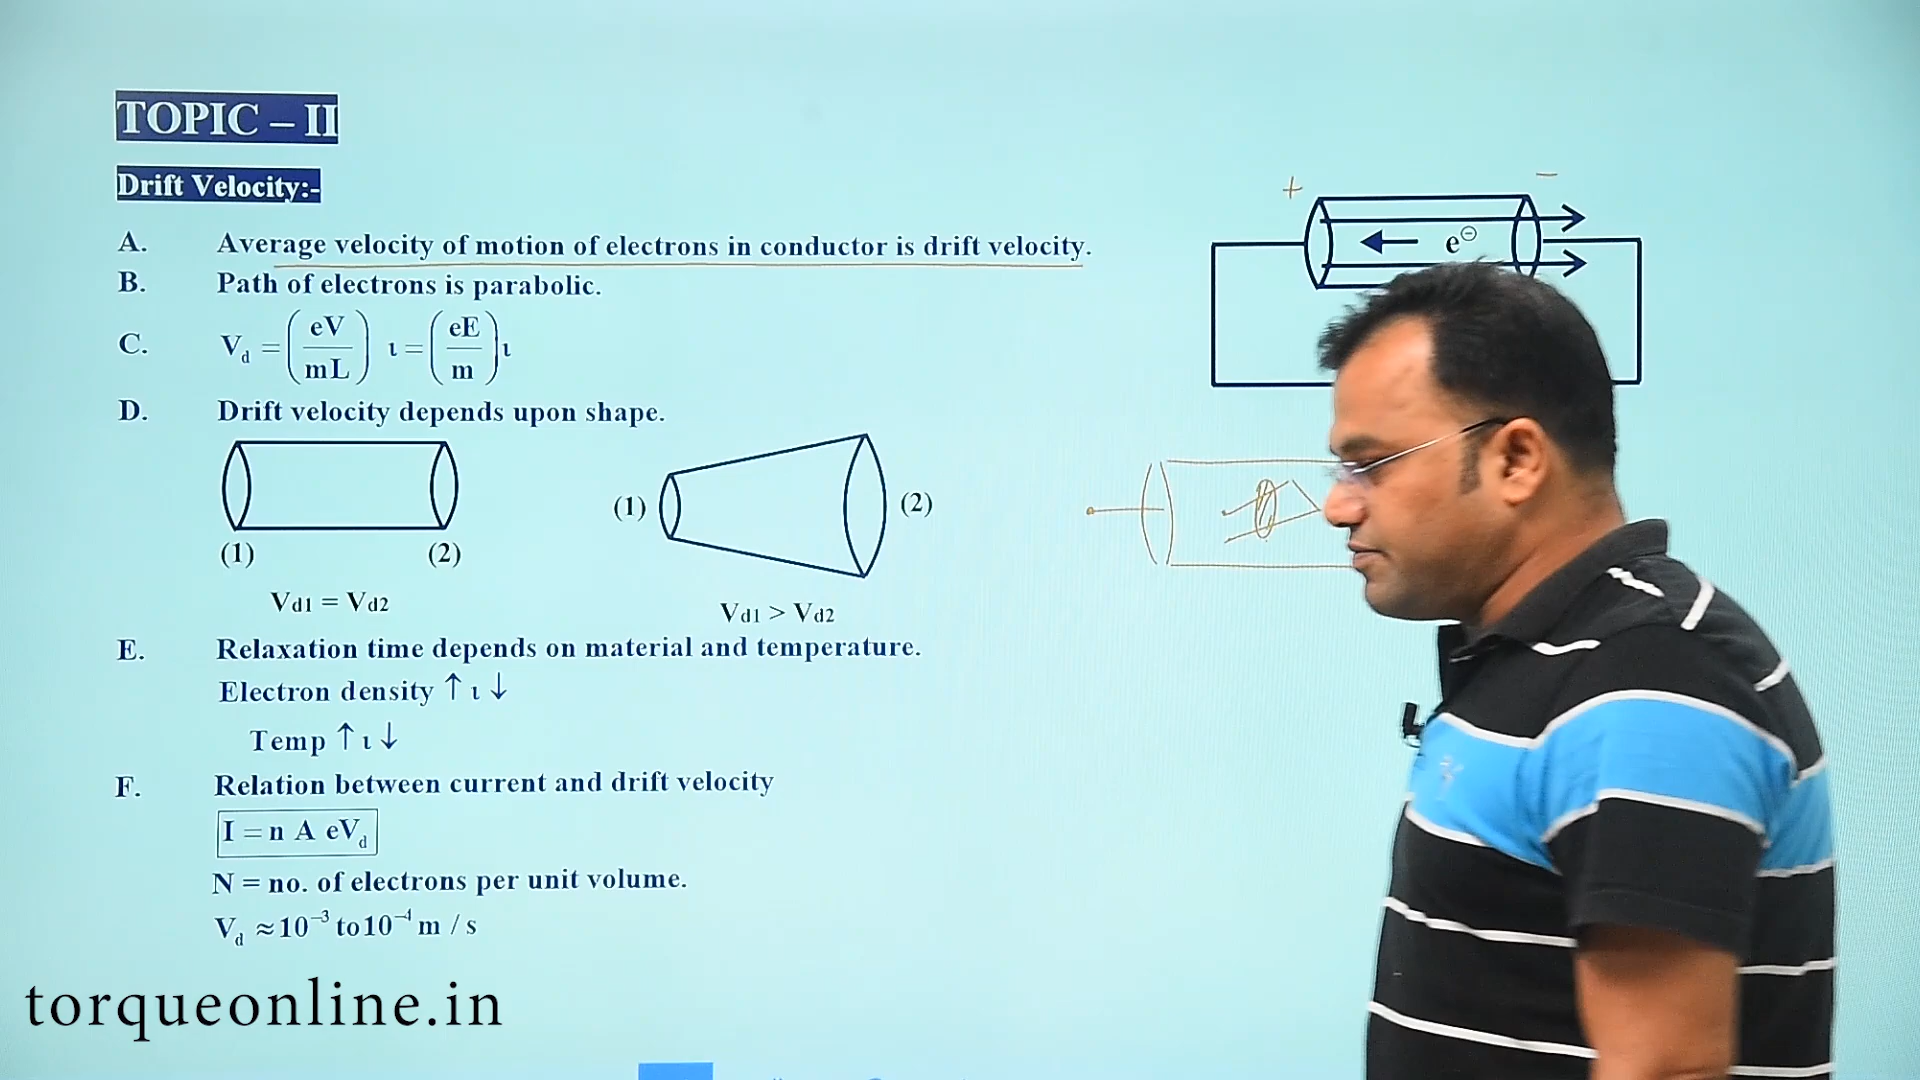 TOPIC – II
Drift Velocity:-
A. Average velocity of motion of electrons in conductor is drift velocity.
B. Path of electrons is parabolic.
C. Vd = (eV/mL) ι = (eE/m) ι
D. Drift velocity depends upon shape.
(1) (2)
Vd1 = Vd2
(1) (2)
Vd1 > Vd2
E. Relaxation time depends on material and temperature.
Electron density ↑ ι ↓
Temp ↑ ι ↓
F. Relation between current and drift velocity
I = n A eVd
N = no. of electrons per unit volume.
Vd ≈ 10⁻³ to 10⁻⁴ m / s
+ −
← e⊖
torqueonline.in